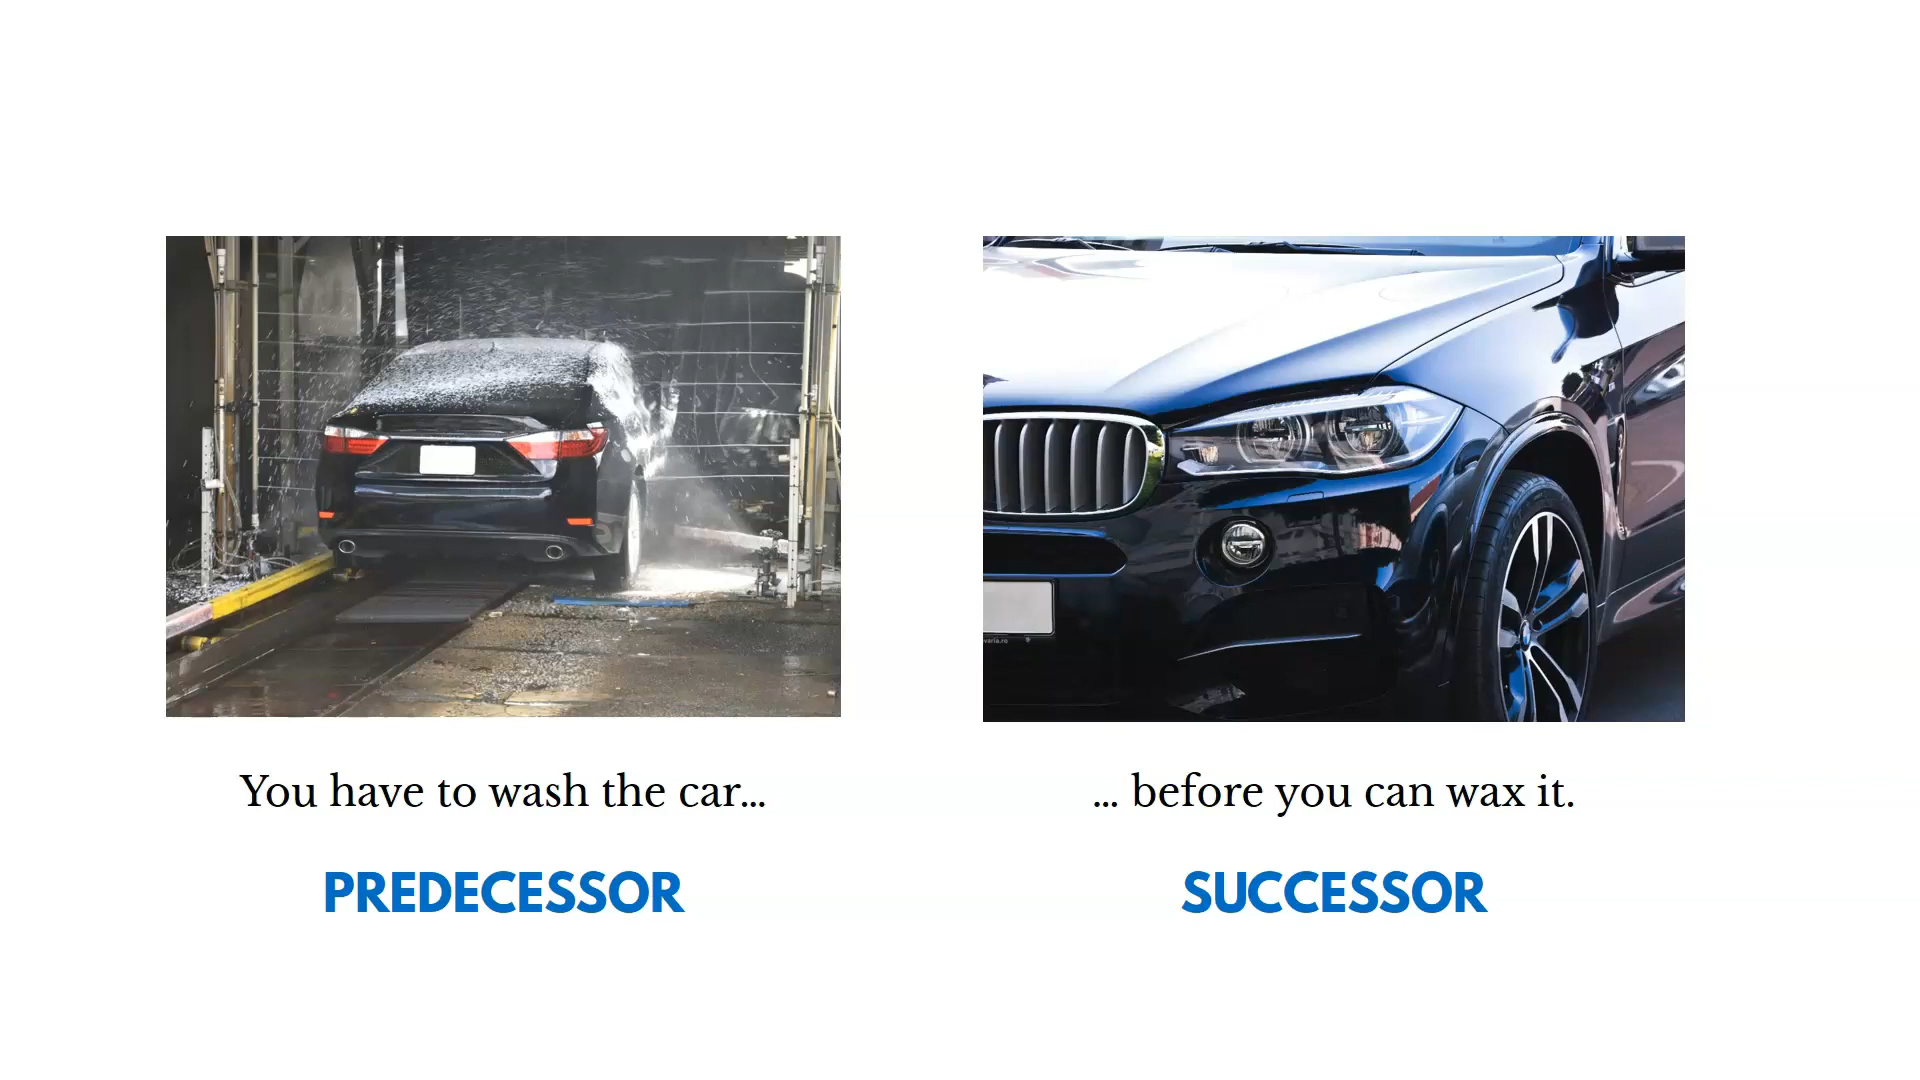 You have to wash the car...
... before you can wax it.
PREDECESSOR
SUCCESSOR